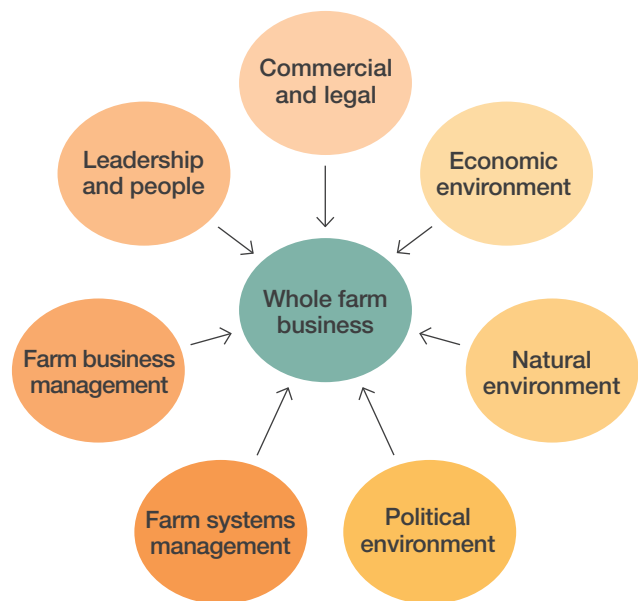 Commercial
and legal
Leadership
and people
Economic
environment
Whole farm
business
Farm business
management
Natural
environment
Farm systems
management
Political
environment